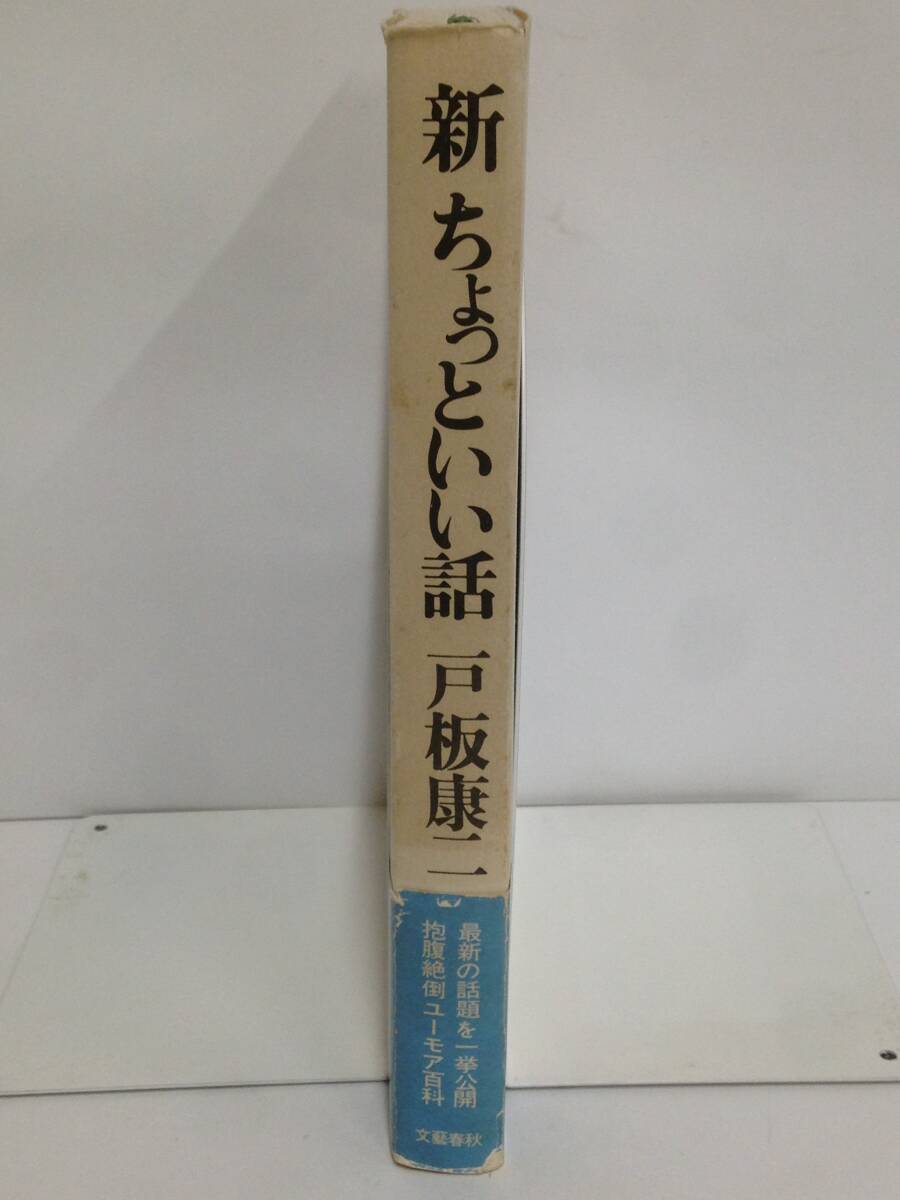 新 ちょっといい話 戸板康二
最新の話題を一挙公開
抱腹絶倒ユーモア百科
文藝春秋